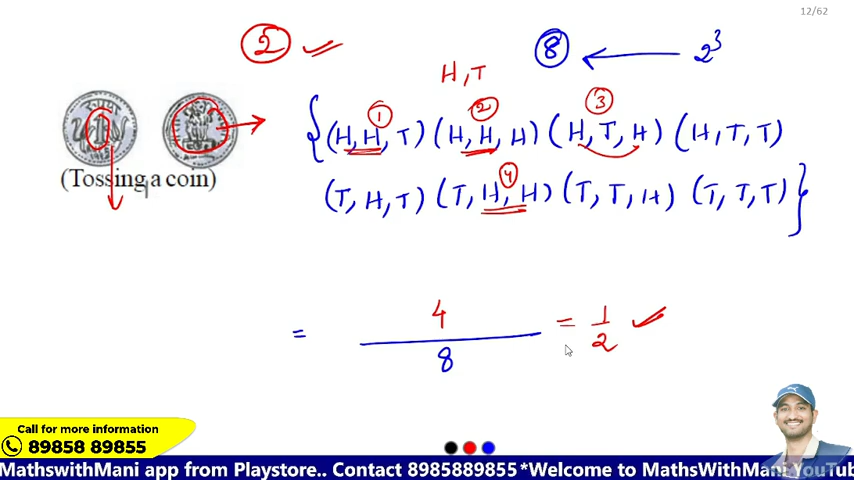 12/62
2 8 ← 2³
H, T
1 2 3
{(H, H, T) (H, H, H) (H, T, H) (H, T, T)
4
(T, H, T) (T, H, H) (T, T, H) (T, T, T)}
(Tossing a coin)
= 4/8 = 1/2
Call for more information
89858 89855
MathswithMani app from Playstore.. Contact 8985889855 *Welcome to MathsWithMani YouTub